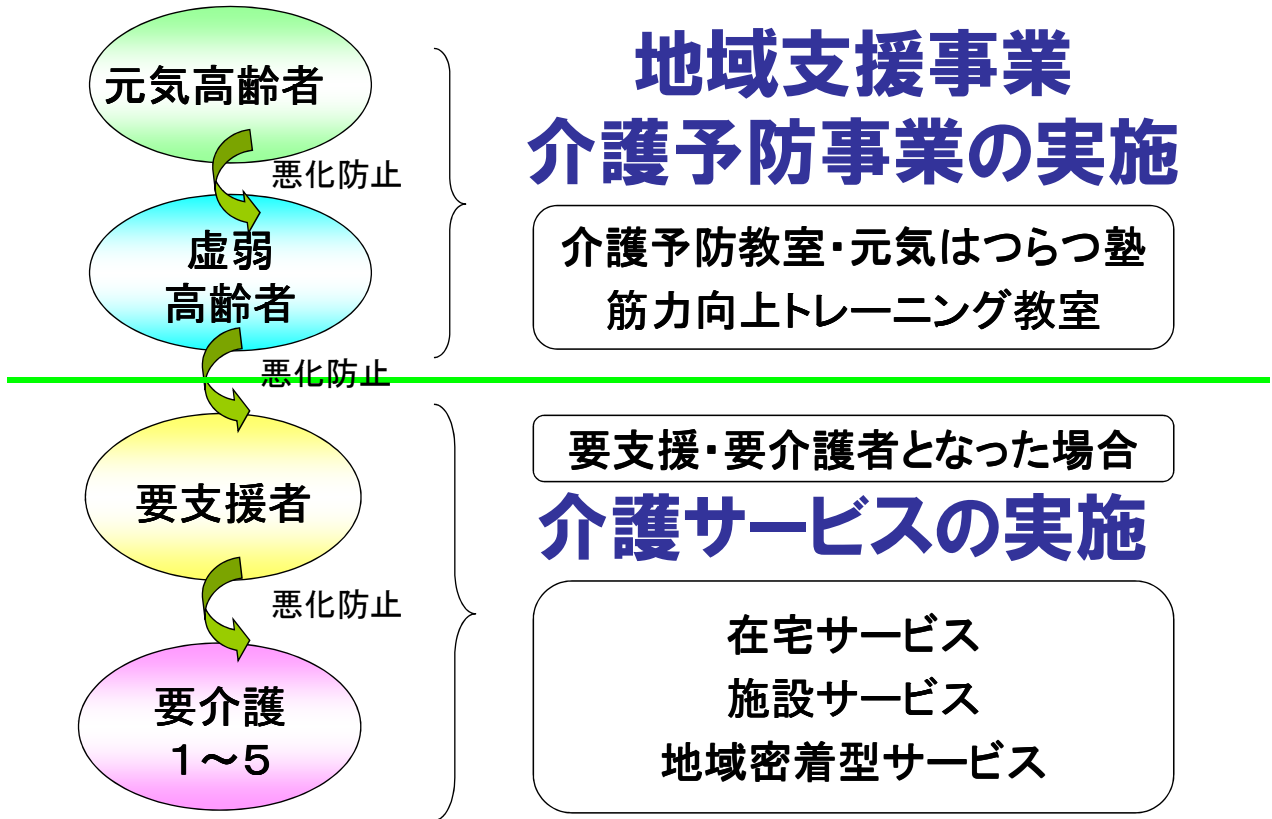 元気高齢者
悪化防止
虚弱
高齢者
悪化防止
要支援者
悪化防止
要介護
1~5
地域支援事業
介護予防事業の実施
介護予防教室・元気はつらつ塾
筋力向上トレーニング教室
要支援・要介護者となった場合
介護サービスの実施
在宅サービス
施設サービス
地域密着型サービス